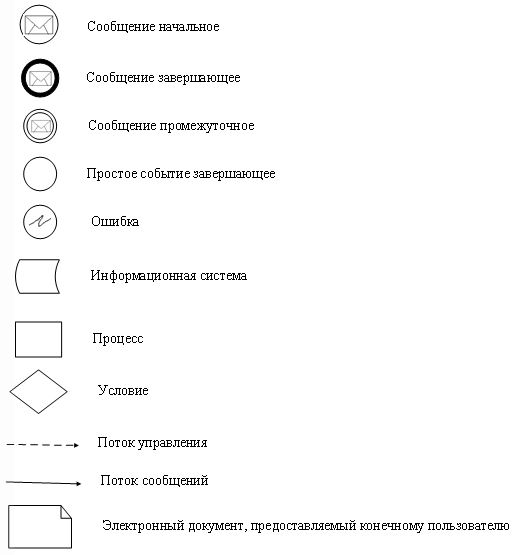 Сообщение начальное
Сообщение завершающее
Сообщение промежуточное
Простое событие завершающее
Ошибка
Информационная система
Процесс
Условие
Поток управления
Поток сообщений
Электронный документ, предоставляемый конечному пользователю